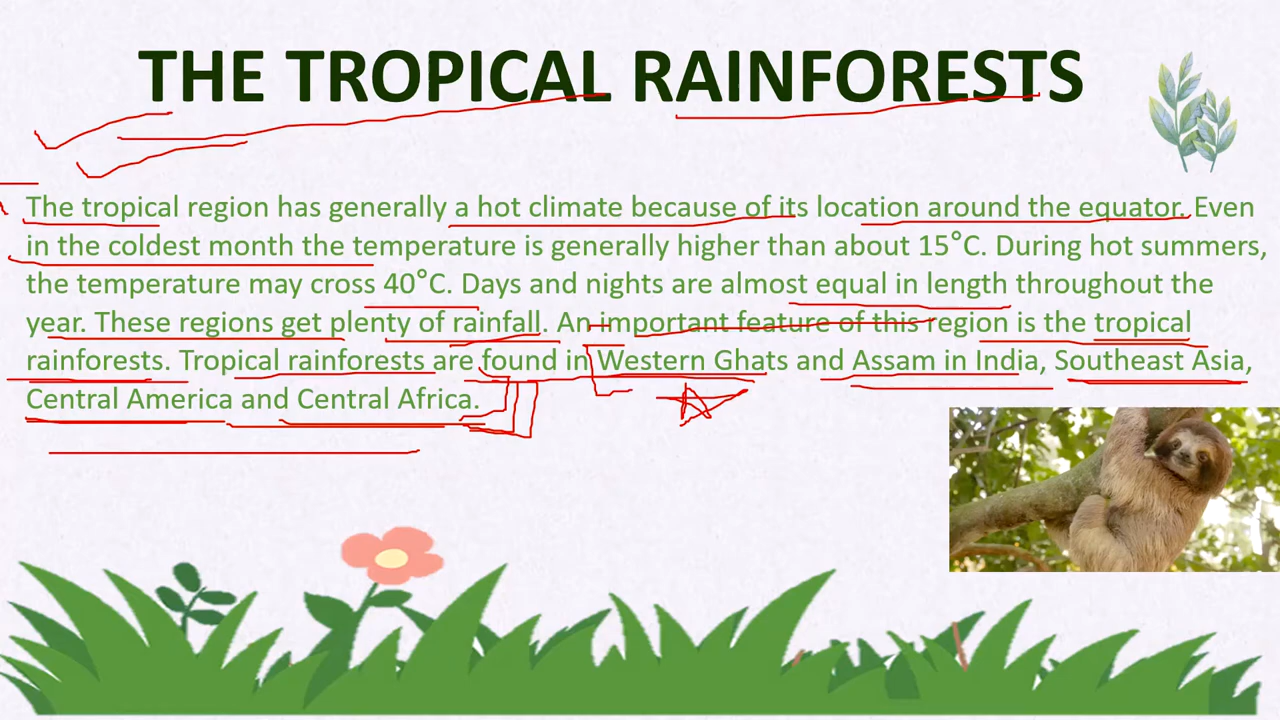 THE TROPICAL RAINFORESTS
The tropical region has generally a hot climate because of its location around the equator. Even
in the coldest month the temperature is generally higher than about 15°C. During hot summers,
the temperature may cross 40°C. Days and nights are almost equal in length throughout the
year. These regions get plenty of rainfall. An important feature of this region is the tropical
rainforests. Tropical rainforests are found in Western Ghats and Assam in India, Southeast Asia,
Central America and Central Africa.